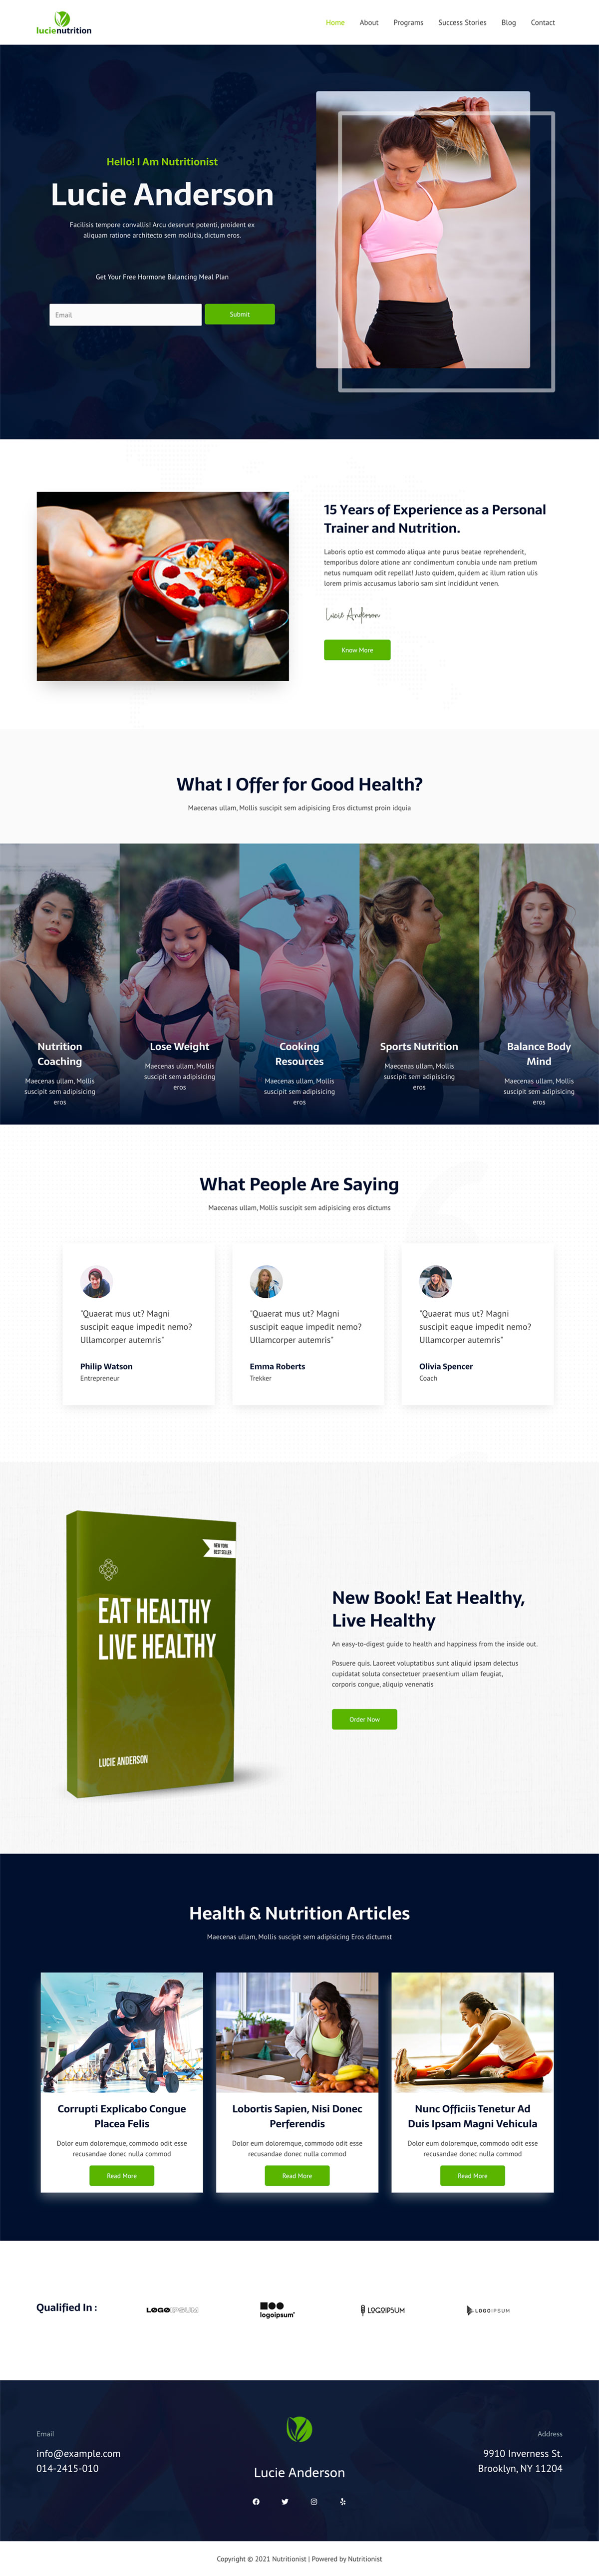 lucienutrition
Home About Programs Success Stories Blog Contact
Hello! I Am Nutritionist
Lucie Anderson
Facilisis tempore convallis! Arcu deserunt potenti, proident ex
aliquam ratione architecto sem mollitia, dictum eros.
Get Your Free Hormone Balancing Meal Plan
Email
Submit
15 Years of Experience as a Personal
Trainer and Nutrition.
Laboris optio est commodo aliqua ante purus beatae reprehenderit,
temporibus dolore atione anr condimentum conubia unde nam pretium
netus numquam odit repellat! Justo quidem, quidem ac illum ration ulis
lorem primis accusamus laborio sam sint incididunt venen.
Lucie Anderson
Know More
What I Offer for Good Health?
Maecenas ullam, Mollis suscipit sem adipisicing Eros dictumst proin idquia
Nutrition
Coaching
Maecenas ullam, Mollis
suscipit sem adipisicing
eros
Lose Weight
Maecenas ullam, Mollis
suscipit sem adipisicing
eros
Cooking
Resources
Maecenas ullam, Mollis
suscipit sem adipisicing
eros
Sports Nutrition
Maecenas ullam, Mollis
suscipit sem adipisicing
eros
Balance Body
Mind
Maecenas ullam, Mollis
suscipit sem adipisicing
eros
What People Are Saying
Maecenas ullam, Mollis suscipit sem adipisicing eros dictums
"Quaerat mus ut? Magni
suscipit eaque impedit nemo?
Ullamcorper autemris"
Philip Watson
Entrepreneur
"Quaerat mus ut? Magni
suscipit eaque impedit nemo?
Ullamcorper autemris"
Emma Roberts
Trekker
"Quaerat mus ut? Magni
suscipit eaque impedit nemo?
Ullamcorper autemris"
Olivia Spencer
Coach
NEW YORK
BEST SELLER
EAT HEALTHY
LIVE HEALTHY
LUCIE ANDERSON
New Book! Eat Healthy,
Live Healthy
An easy-to-digest guide to health and happiness from the inside out.
Posuere quis, Laoreet voluptatibus sunt aliquid ipsam delectus
cupidatat soluta consectetuer praesentium ullam feugiat,
corporis congue, aliquip venenatis
Order Now
Health & Nutrition Articles
Maecenas ullam, Mollis suscipit sem adipisicing Eros dictumst
Corrupti Explicabo Congue
Placea Felis
Dolor eum doloremque, commodo odit esse
recusandae donec nulla commod
Read More
Lobortis Sapien, Nisi Donec
Perferendis
Dolor eum doloremque, commodo odit esse
recusandae donec nulla commod
Read More
Nunc Officiis Tenetur Ad
Duis Ipsam Magni Vehicula
Dolor eum doloremque, commodo odit esse
recusandae donec nulla commod
Read More
Qualified In :
LOGOIPSUM
logoipsum
LOGOIPSUM
LOGOIPSUM
Email
info@example.com
014-2415-010
Lucie Anderson
Address
9910 Inverness St.
Brooklyn, NY 11204
Copyright © 2021 Nutritionist | Powered by Nutritionist